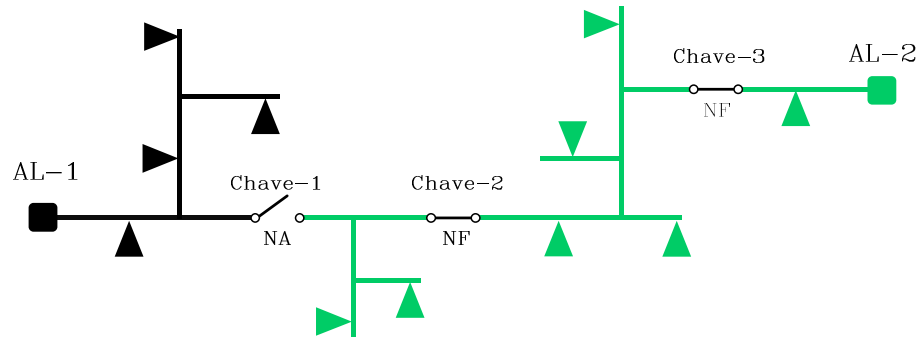 Chave-3
AL-2
NF
AL-1
Chave-1
Chave-2
NA
NF